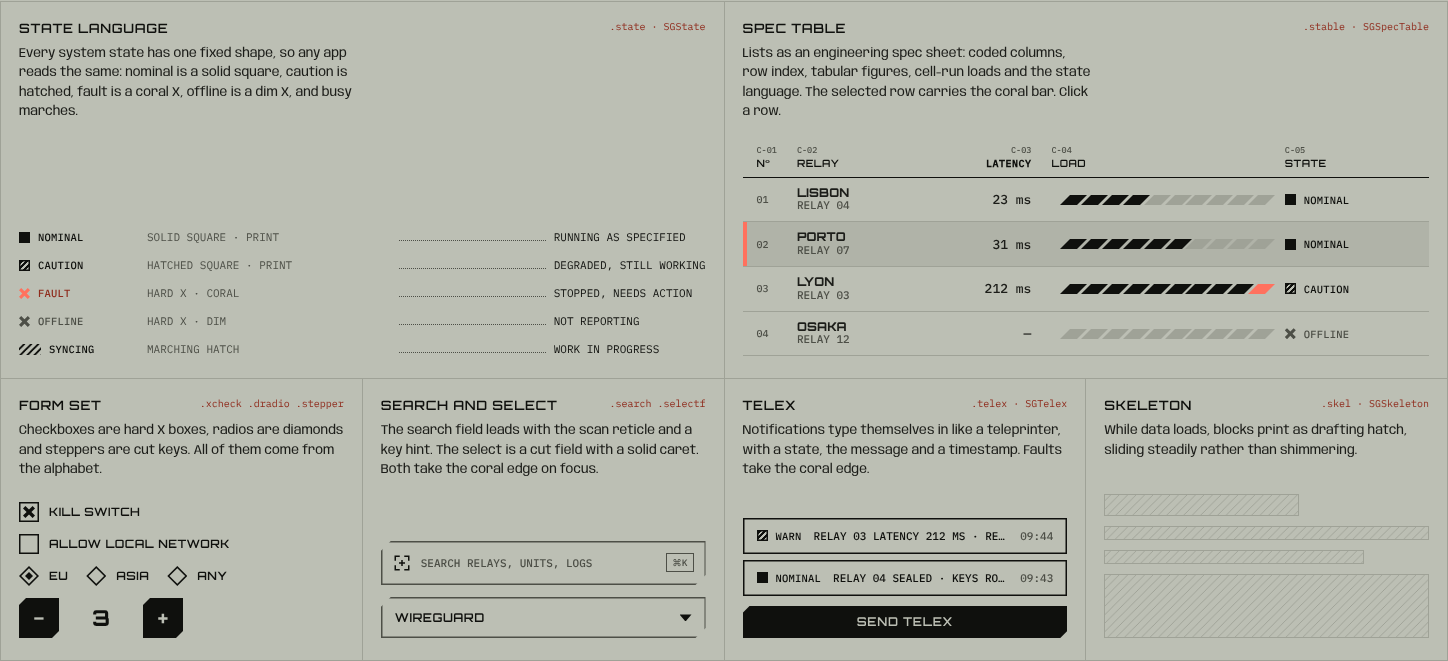 STATE LANGUAGE
.state · SGState
Every system state has one fixed shape, so any app
reads the same: nominal is a solid square, caution is
hatched, fault is a coral X, offline is a dim X, and busy
marches.
NOMINAL SOLID SQUARE · PRINT RUNNING AS SPECIFIED
CAUTION HATCHED SQUARE · PRINT DEGRADED, STILL WORKING
FAULT HARD X · CORAL STOPPED, NEEDS ACTION
OFFLINE HARD X · DIM NOT REPORTING
SYNCING MARCHING HATCH WORK IN PROGRESS
SPEC TABLE
.stable · SGSpecTable
Lists as an engineering spec sheet: coded columns,
row index, tabular figures, cell-run loads and the state
language. The selected row carries the coral bar. Click
a row.
C-01 C-02 C-03 C-04 C-05
Nº RELAY LATENCY LOAD STATE
01 LISBON 23 ms NOMINAL
RELAY 04
02 PORTO 31 ms NOMINAL
RELAY 07
03 LYON 212 ms CAUTION
RELAY 03
04 OSAKA — OFFLINE
RELAY 12
FORM SET
.xcheck .dradio .stepper
Checkboxes are hard X boxes, radios are diamonds
and steppers are cut keys. All of them come from
the alphabet.
KILL SWITCH
ALLOW LOCAL NETWORK
EU ASIA ANY
− 3 +
SEARCH AND SELECT
.search .selectf
The search field leads with the scan reticle and a
key hint. The select is a cut field with a solid caret.
Both take the coral edge on focus.
SEARCH RELAYS, UNITS, LOGS ⌘K
WIREGUARD
TELEX
.telex · SGTelex
Notifications type themselves in like a teleprinter,
with a state, the message and a timestamp. Faults
take the coral edge.
WARN RELAY 03 LATENCY 212 MS · RE… 09:44
NOMINAL RELAY 04 SEALED · KEYS RO… 09:43
SEND TELEX
SKELETON
.skel · SGSkeleton
While data loads, blocks print as drafting hatch,
sliding steadily rather than shimmering.